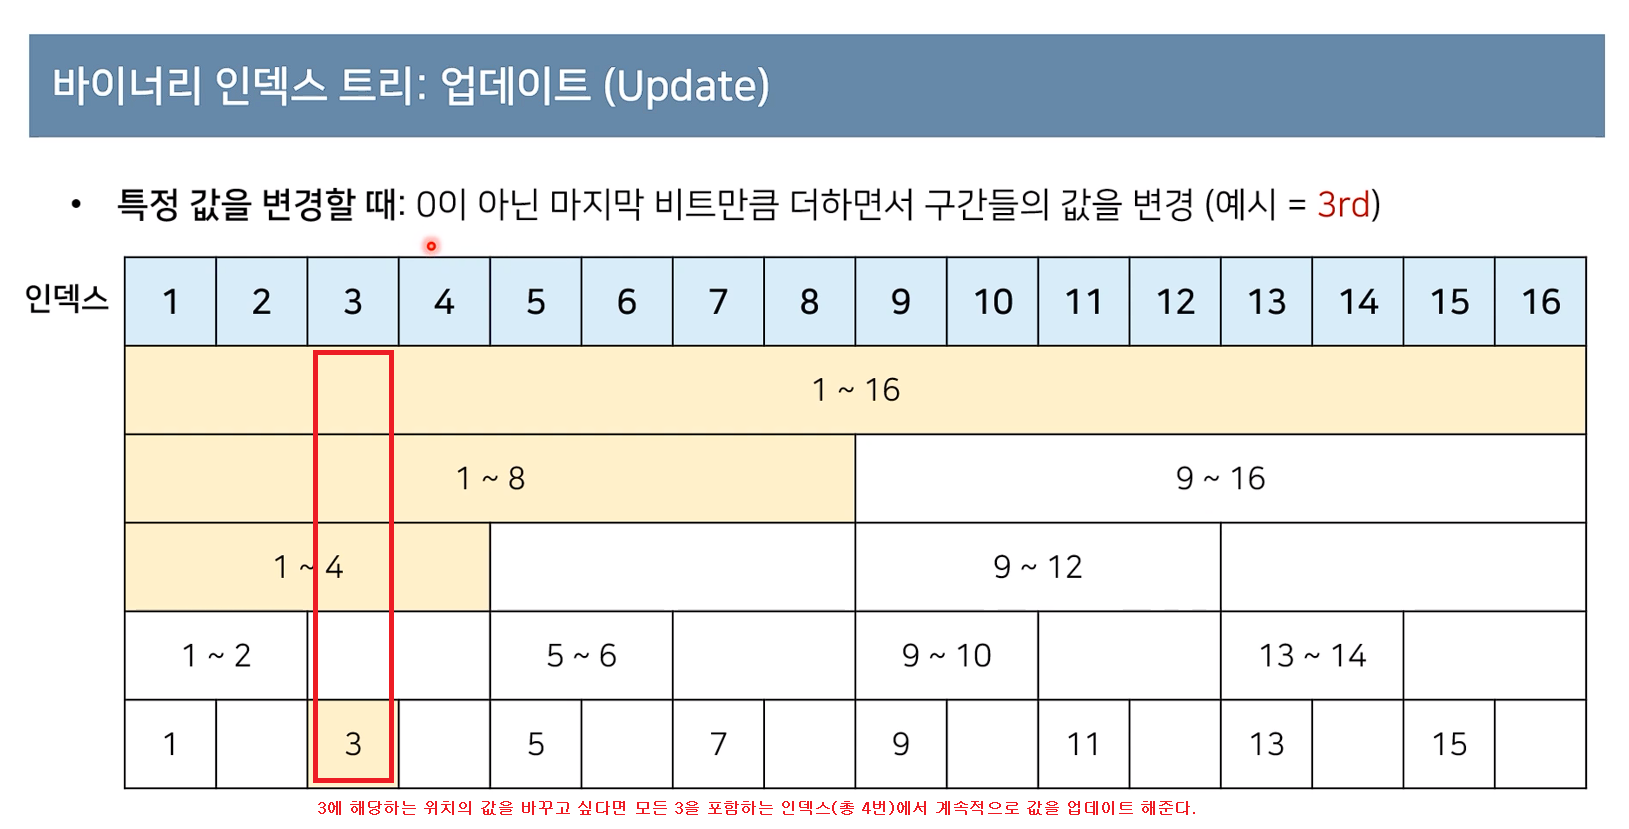 바이너리 인덱스 트리: 업데이트 (Update)
• 특정 값을 변경할 때: 0이 아닌 마지막 비트만큼 더하면서 구간들의 값을 변경 (예시 = 3rd)
인덱스 1 2 3 4 5 6 7 8 9 10 11 12 13 14 15 16
1 ~ 16
1 ~ 8 9 ~ 16
1 ~ 4 9 ~ 12
1 ~ 2 5 ~ 6 9 ~ 10 13 ~ 14
1 3 5 7 9 11 13 15
3에 해당하는 위치의 값을 바꾸고 싶다면 모든 3을 포함하는 인덱스(총 4번)에서 계속적으로 값을 업데이트 해준다.